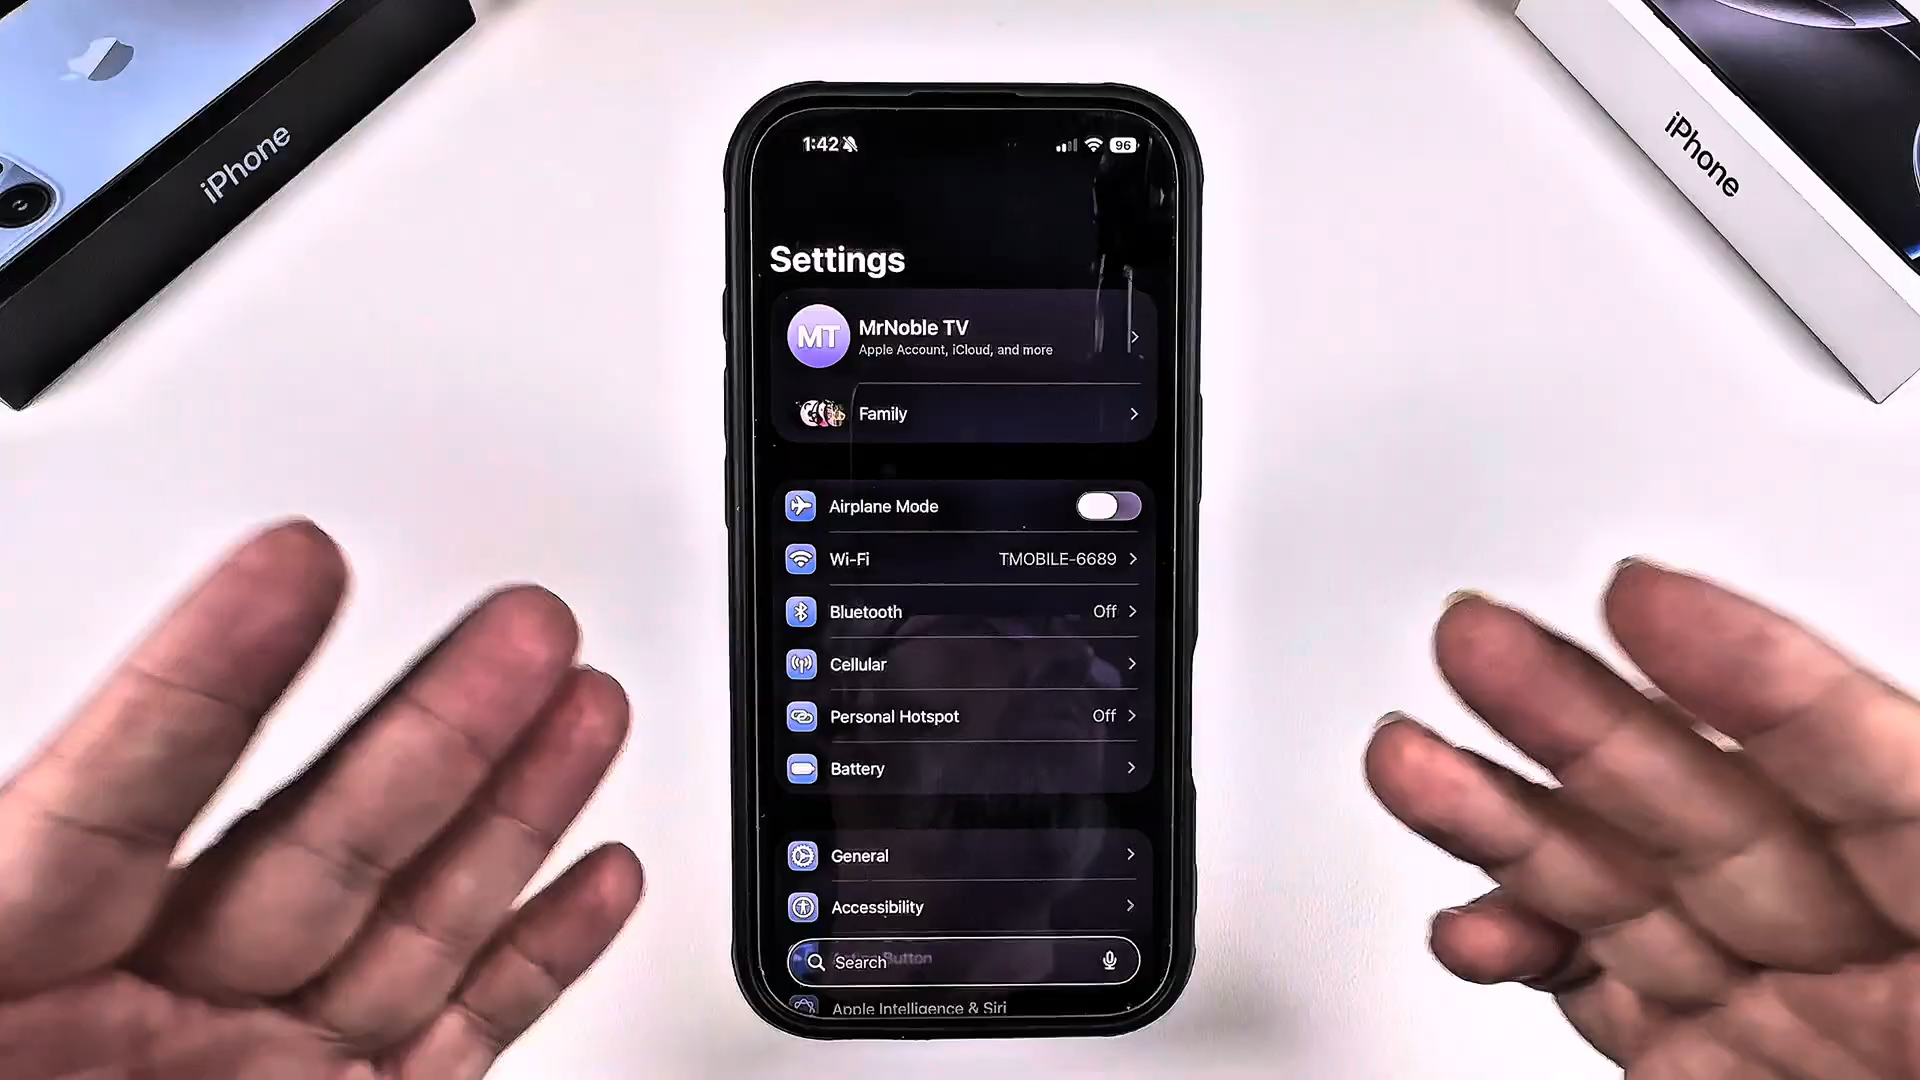 iPhone
iPhone
1:42
96
Settings
MT
MrNoble TV
Apple Account, iCloud, and more
Family
Airplane Mode
Wi-Fi TMOBILE-6689
Bluetooth Off
Cellular
Personal Hotspot Off
Battery
General
Accessibility
Search Button
Apple Intelligence & Siri